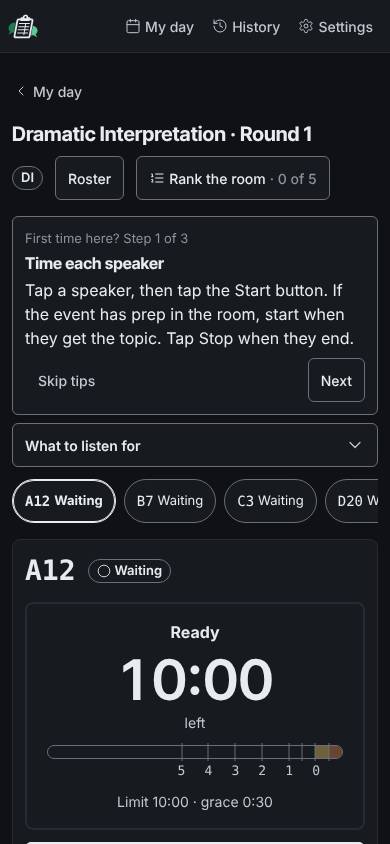 My day History Settings
My day
Dramatic Interpretation · Round 1
DI Roster Rank the room · 0 of 5
First time here? Step 1 of 3
Time each speaker
Tap a speaker, then tap the Start button. If
the event has prep in the room, start when
they get the topic. Tap Stop when they end.
Skip tips Next
What to listen for
A12 Waiting B7 Waiting C3 Waiting D20 W
A12 Waiting
Ready
10:00
left
5 4 3 2 1 0
Limit 10:00 · grace 0:30